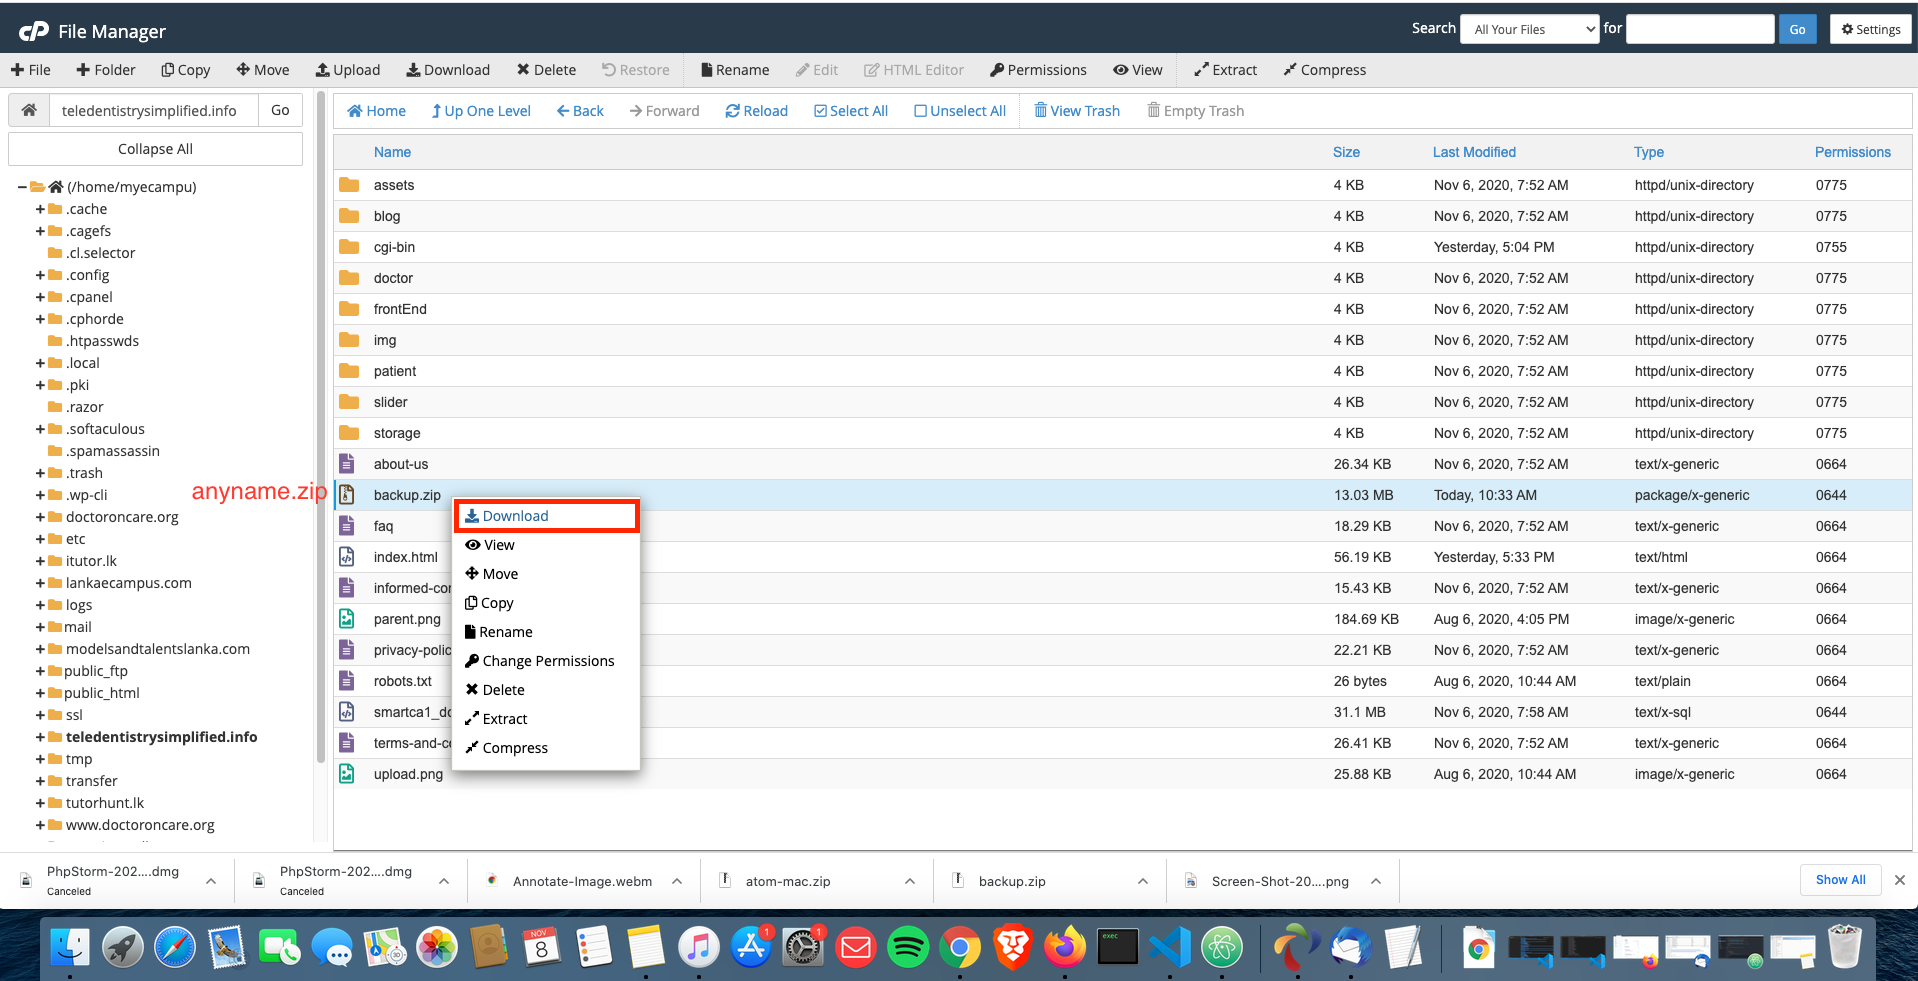 cP File Manager
Search All Your Files for Go Settings
File Folder Copy Move Upload Download Delete Restore Rename Edit HTML Editor Permissions View Extract Compress
teledentistrysimplified.info Go
Collapse All
(/home/myecampu)
.cache
.cagefs
.cl.selector
.config
.cpanel
.cphorde
.htpasswds
.local
.pki
.razor
.softaculous
.spamassassin
.trash
.wp-cli
doctoroncare.org
etc
itutor.lk
lankaecampus.com
logs
mail
modelsandtalentslanka.com
public_ftp
public_html
ssl
teledentistrysimplified.info
tmp
transfer
tutorhunt.lk
www.doctoroncare.org
anyname.zip
Home Up One Level Back Forward Reload Select All Unselect All View Trash Empty Trash
Name Size Last Modified Type Permissions
assets 4 KB Nov 6, 2020, 7:52 AM httpd/unix-directory 0775
blog 4 KB Nov 6, 2020, 7:52 AM httpd/unix-directory 0775
cgi-bin 4 KB Yesterday, 5:04 PM httpd/unix-directory 0755
doctor 4 KB Nov 6, 2020, 7:52 AM httpd/unix-directory 0775
frontEnd 4 KB Nov 6, 2020, 7:52 AM httpd/unix-directory 0775
img 4 KB Nov 6, 2020, 7:52 AM httpd/unix-directory 0775
patient 4 KB Nov 6, 2020, 7:52 AM httpd/unix-directory 0775
slider 4 KB Nov 6, 2020, 7:52 AM httpd/unix-directory 0775
storage 4 KB Nov 6, 2020, 7:52 AM httpd/unix-directory 0775
about-us 26.34 KB Nov 6, 2020, 7:52 AM text/x-generic 0664
backup.zip 13.03 MB Today, 10:33 AM package/x-generic 0644
faq 18.29 KB Nov 6, 2020, 7:52 AM text/x-generic 0664
index.html 56.19 KB Yesterday, 5:33 PM text/html 0664
informed-con 15.43 KB Nov 6, 2020, 7:52 AM text/x-generic 0664
parent.png 184.69 KB Aug 6, 2020, 4:05 PM image/x-generic 0664
privacy-polic 22.21 KB Nov 6, 2020, 7:52 AM text/x-generic 0664
robots.txt 26 bytes Aug 6, 2020, 10:44 AM text/plain 0664
smartca1_dc 31.1 MB Nov 6, 2020, 7:58 AM text/x-sql 0644
terms-and-cc 26.41 KB Nov 6, 2020, 7:52 AM text/x-generic 0664
upload.png 25.88 KB Aug 6, 2020, 10:44 AM image/x-generic 0664
Download
View
Move
Copy
Rename
Change Permissions
Delete
Extract
Compress
PhpStorm-202....dmg
Canceled
PhpStorm-202....dmg
Canceled
Annotate-Image.webm
atom-mac.zip
backup.zip
Screen-Shot-20....png
Show All
NOV
8
1
1
exec